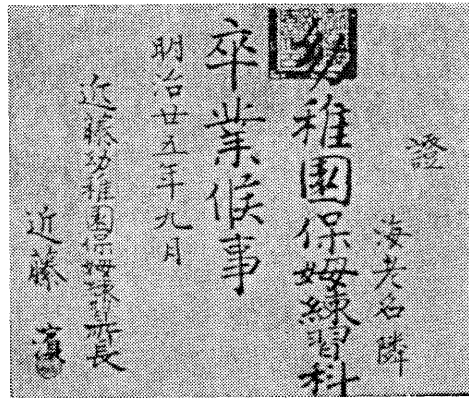 證
海老名隣
幼稚園保姆練習科
卒業候事
明治廿五年九月
近藤幼稚園保姆練習所長
近藤 濱